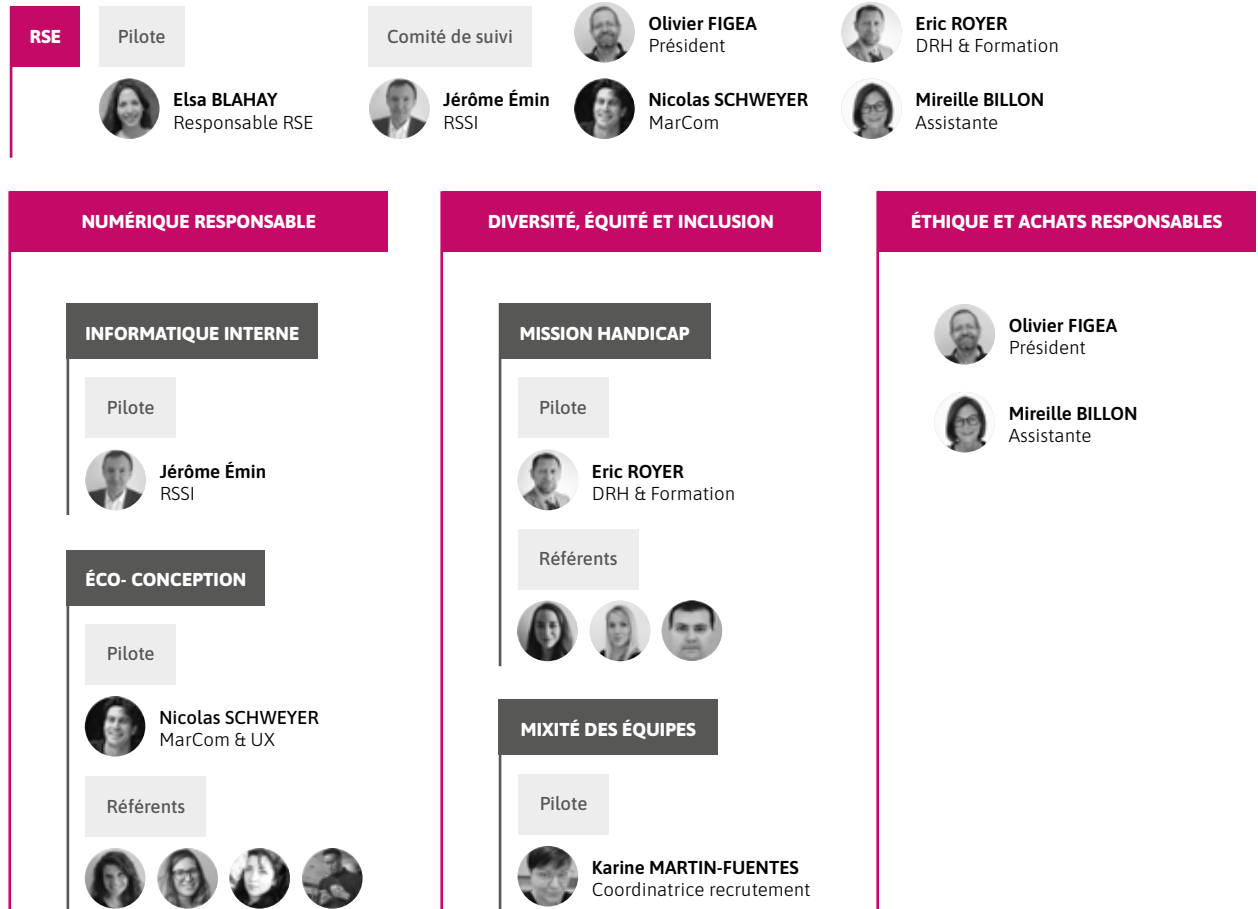 RSE
Pilote
Elsa BLAHAY
Responsable RSE
Comité de suivi
Jérôme Émin
RSSI
Olivier FIGEA
Président
Nicolas SCHWEYER
MarCom
Eric ROYER
DRH & Formation
Mireille BILLON
Assistante
NUMÉRIQUE RESPONSABLE
INFORMATIQUE INTERNE
Pilote
Jérôme Émin
RSSI
ÉCO- CONCEPTION
Pilote
Nicolas SCHWEYER
MarCom & UX
Référents
DIVERSITÉ, ÉQUITÉ ET INCLUSION
MISSION HANDICAP
Pilote
Eric ROYER
DRH & Formation
Référents
MIXITÉ DES ÉQUIPES
Pilote
Karine MARTIN-FUENTES
Coordinatrice recrutement
ÉTHIQUE ET ACHATS RESPONSABLES
Olivier FIGEA
Président
Mireille BILLON
Assistante